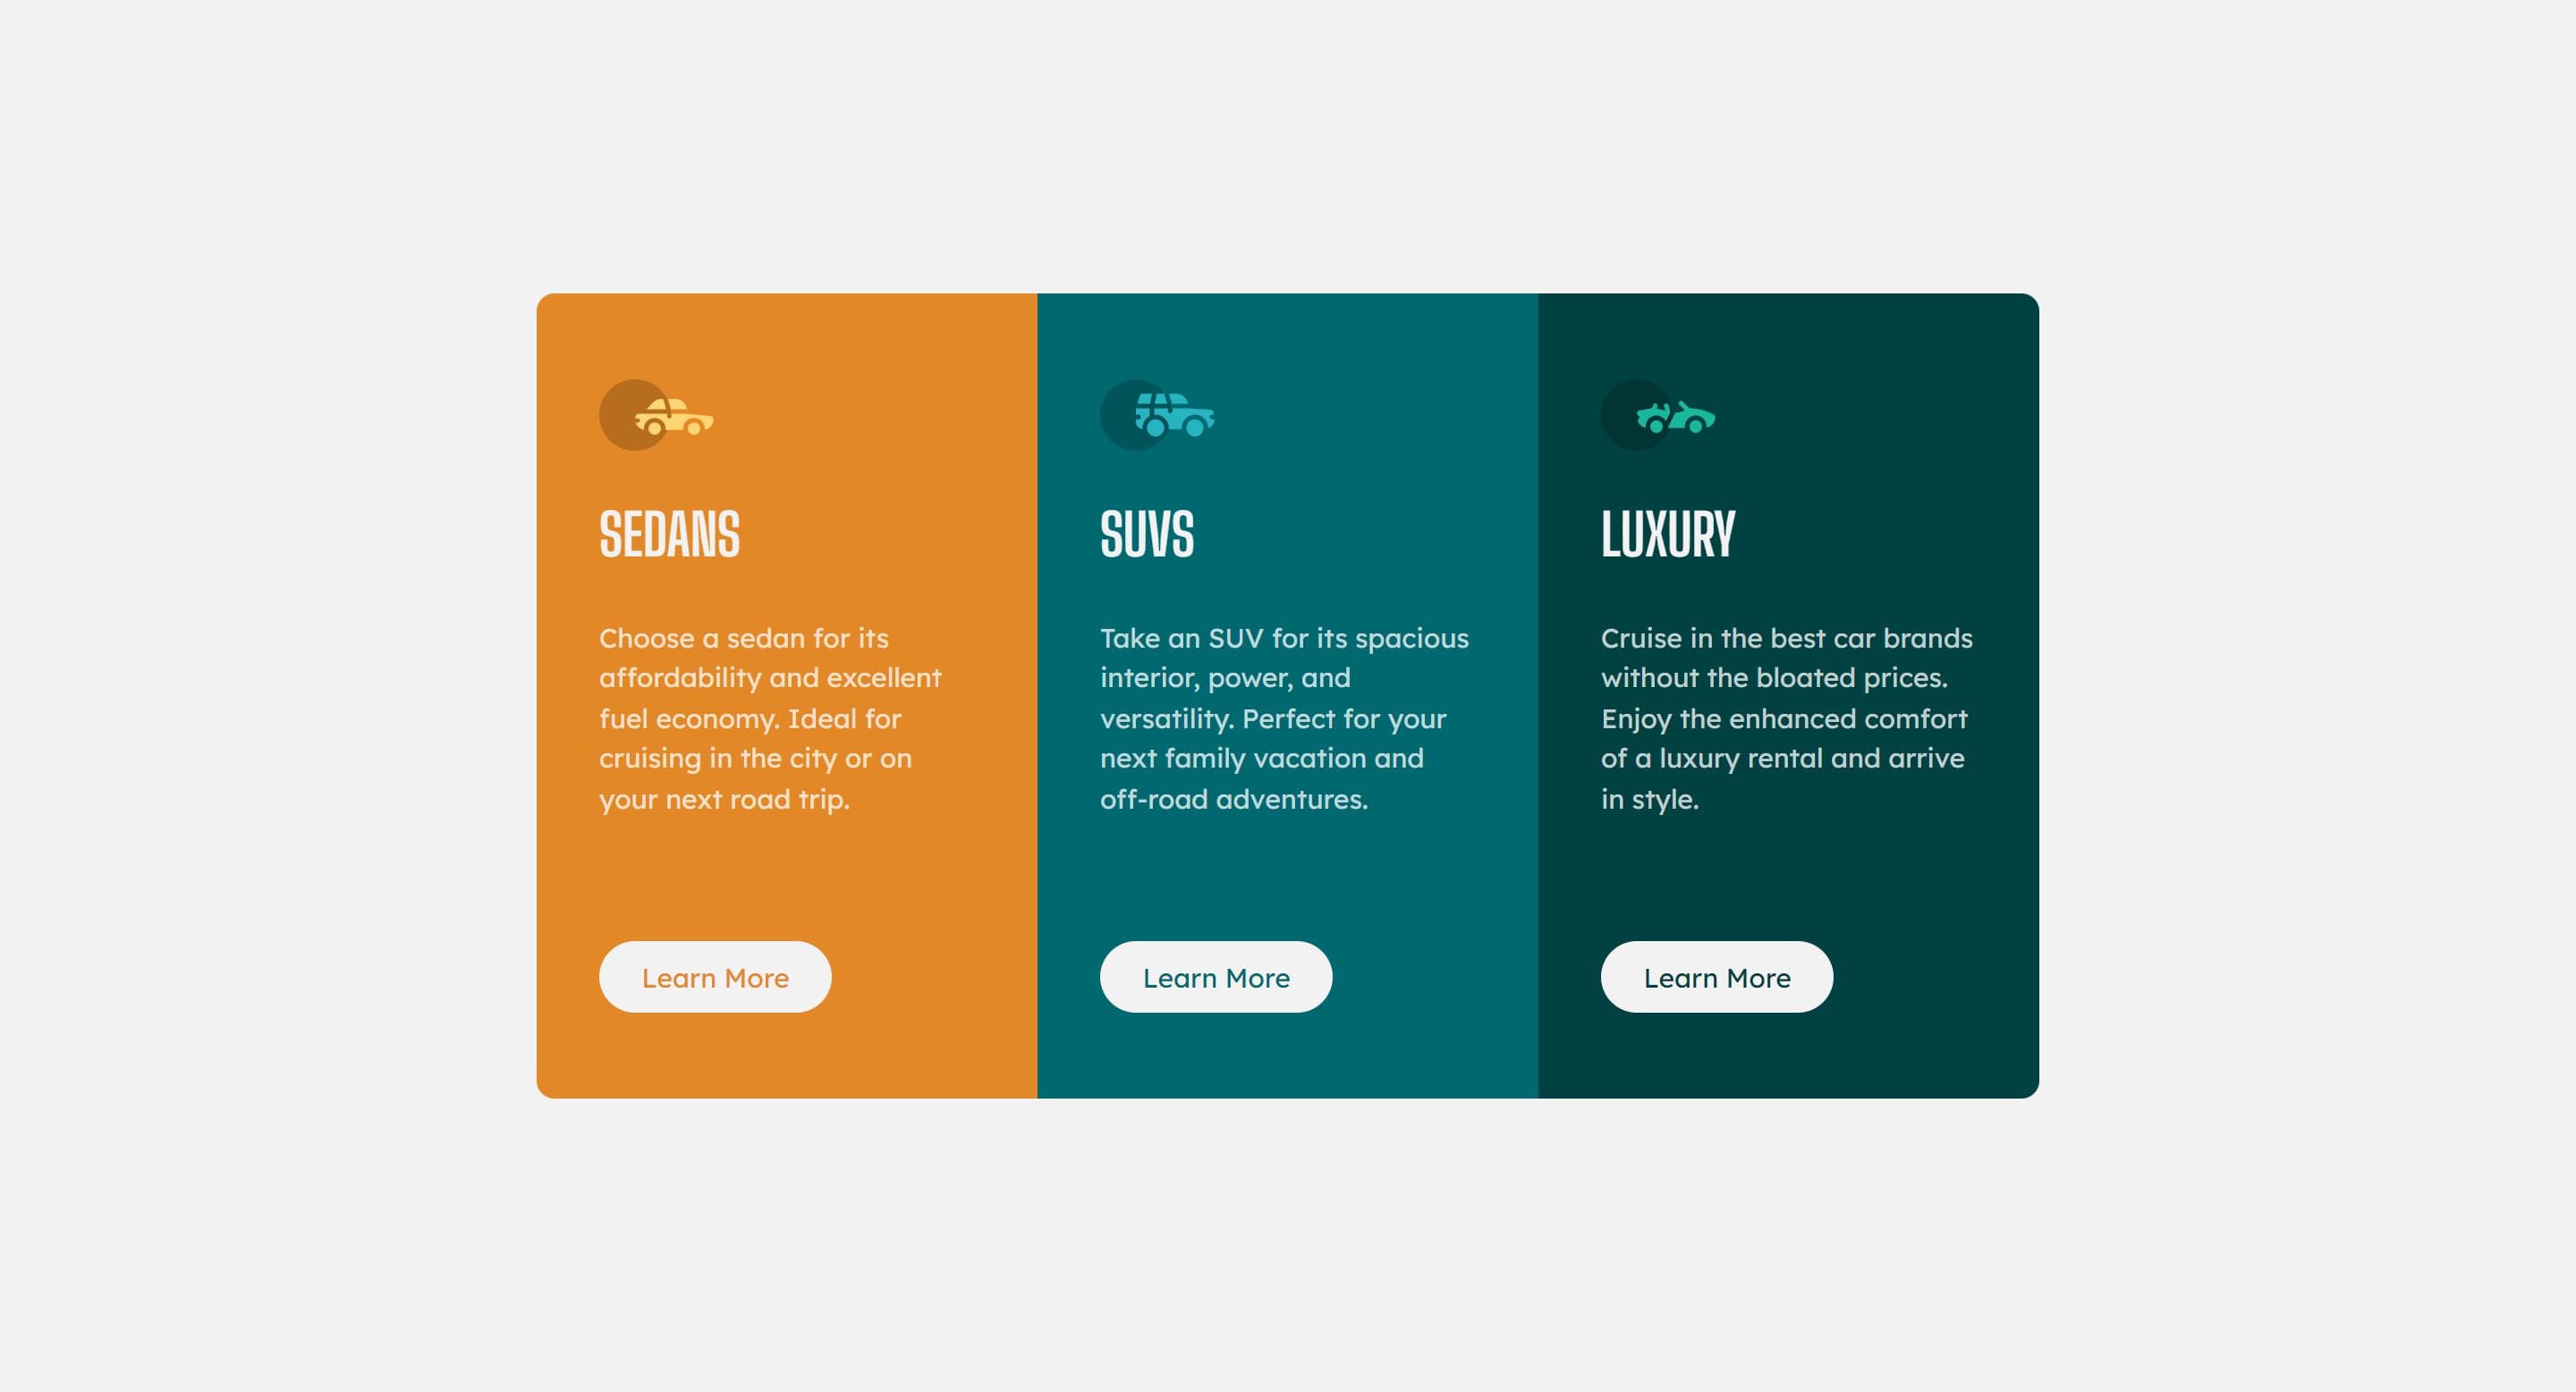 SEDANS
Choose a sedan for its
affordability and excellent
fuel economy. Ideal for
cruising in the city or on
your next road trip.
Learn More
SUVS
Take an SUV for its spacious
interior, power, and
versatility. Perfect for your
next family vacation and
off-road adventures.
Learn More
LUXURY
Cruise in the best car brands
without the bloated prices.
Enjoy the enhanced comfort
of a luxury rental and arrive
in style.
Learn More